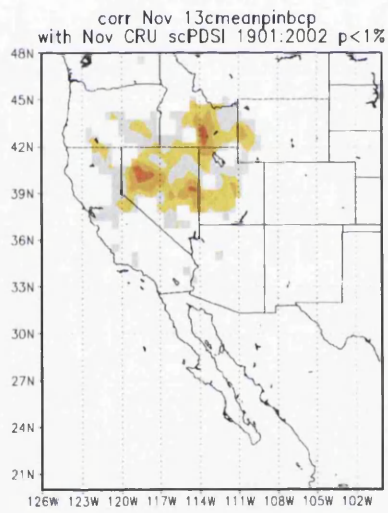 corr Nov 13cmeanpinbcp
with Nov CRU scPDSI 1901:2002 p<1%
48N
45N
42N
39N
36N
33N
30N
27N
24N
21N
126W 123W 120W 117W 114W 111W 108W 105W 102W